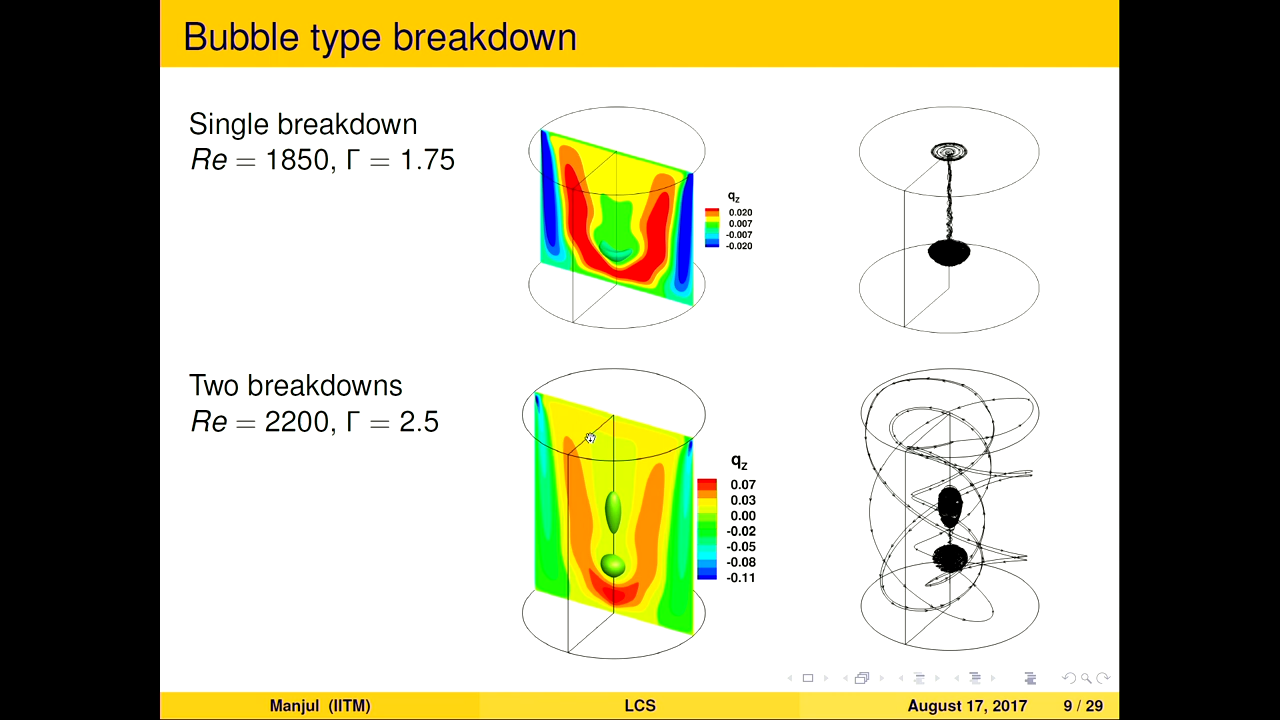 Bubble type breakdown
Single breakdown
Re = 1850, Γ = 1.75
qz
0.020
0.007
-0.007
-0.020
Two breakdowns
Re = 2200, Γ = 2.5
qz
0.07
0.03
0.00
-0.02
-0.05
-0.08
-0.11
Manjul (IITM)
LCS
August 17, 2017
9 / 29